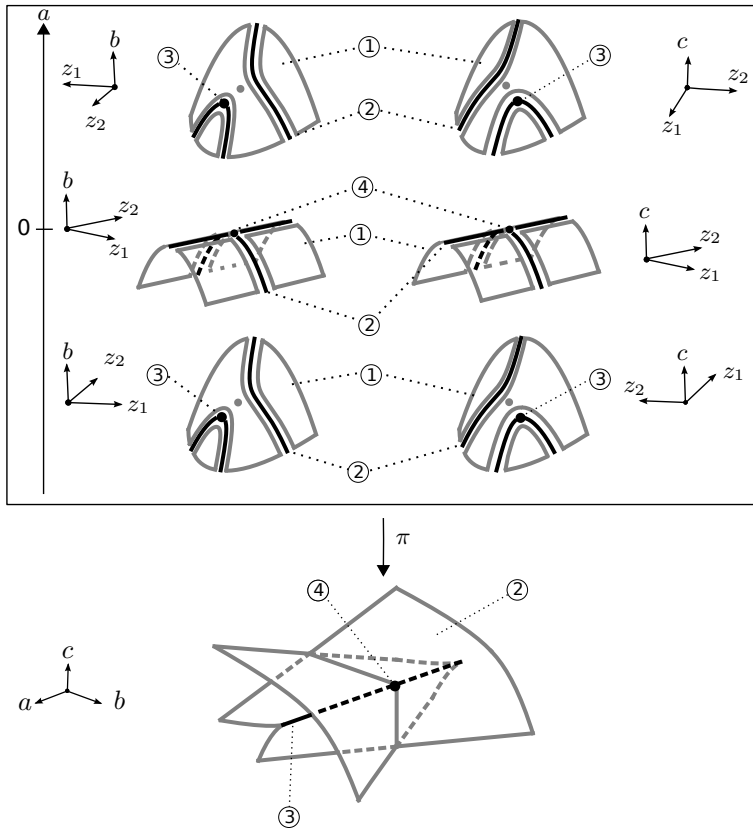 a
b z₁ z₂ ③ ① ② ③ c z₂ z₁
0 b z₂ z₁ ④ ① ② c z₂ z₁
b z₂ z₁ ③ ① ② ③ c z₁ z₂
π
④ ②
c a b
③